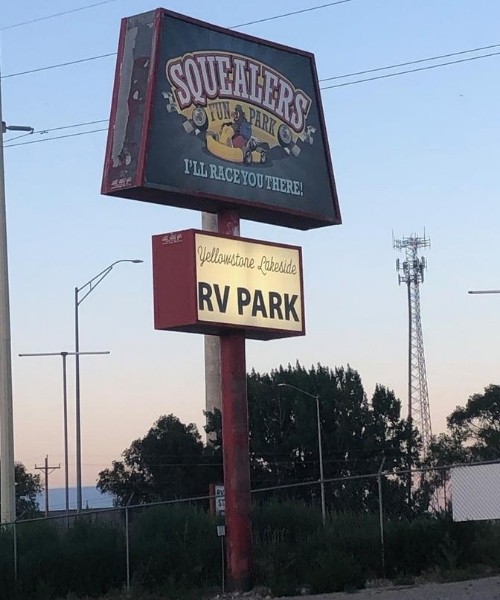 SQUEALERS
FUN PARK
I'LL RACE YOU THERE!
Yellowstone Lakeside
RV PARK